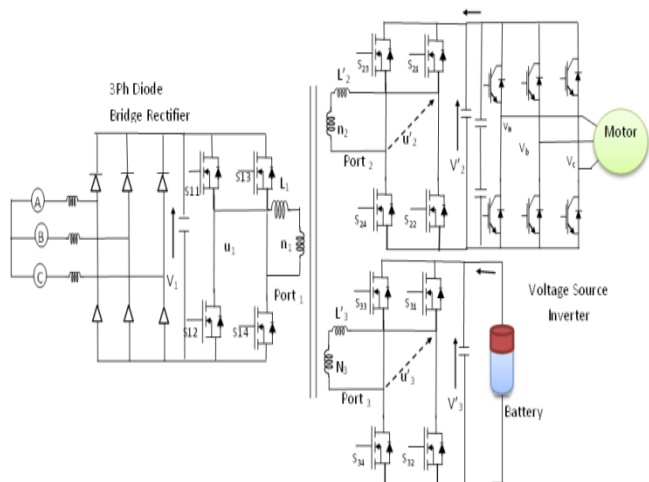 3Ph Diode
Bridge Rectifier
A
B
C
V1
S11
S13
S12
S14
u1
L1
n1
Port 1
S23
S21
L'2
n2
u'2
Port 2
S24
S22
V'2
Va
Vb
Vc
Motor
S33
S31
L'3
N3
u'3
Port 3
S34
S32
V'3
Voltage Source
Inverter
Battery